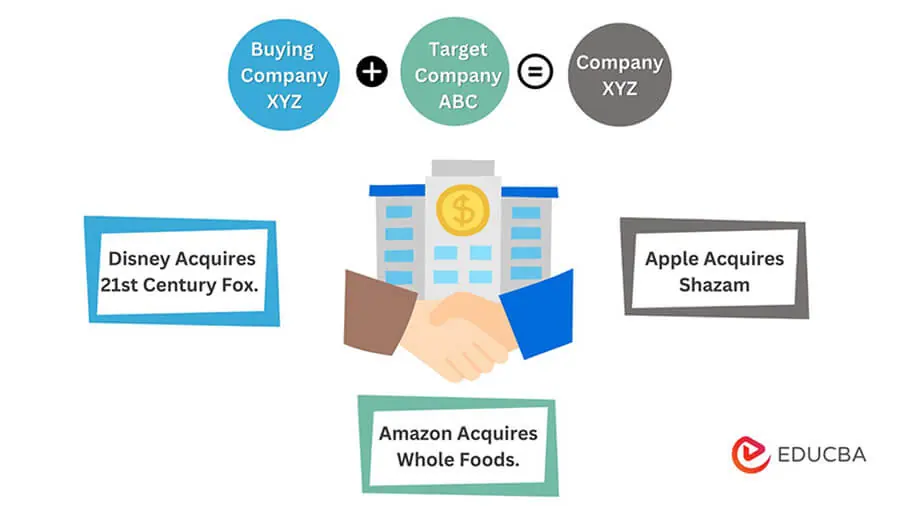 Buying
Company
XYZ
+
Target
Company
ABC
=
Company
XYZ
$
Disney Acquires
21st Century Fox.
Apple Acquires
Shazam
Amazon Acquires
Whole Foods.
EDUCBA